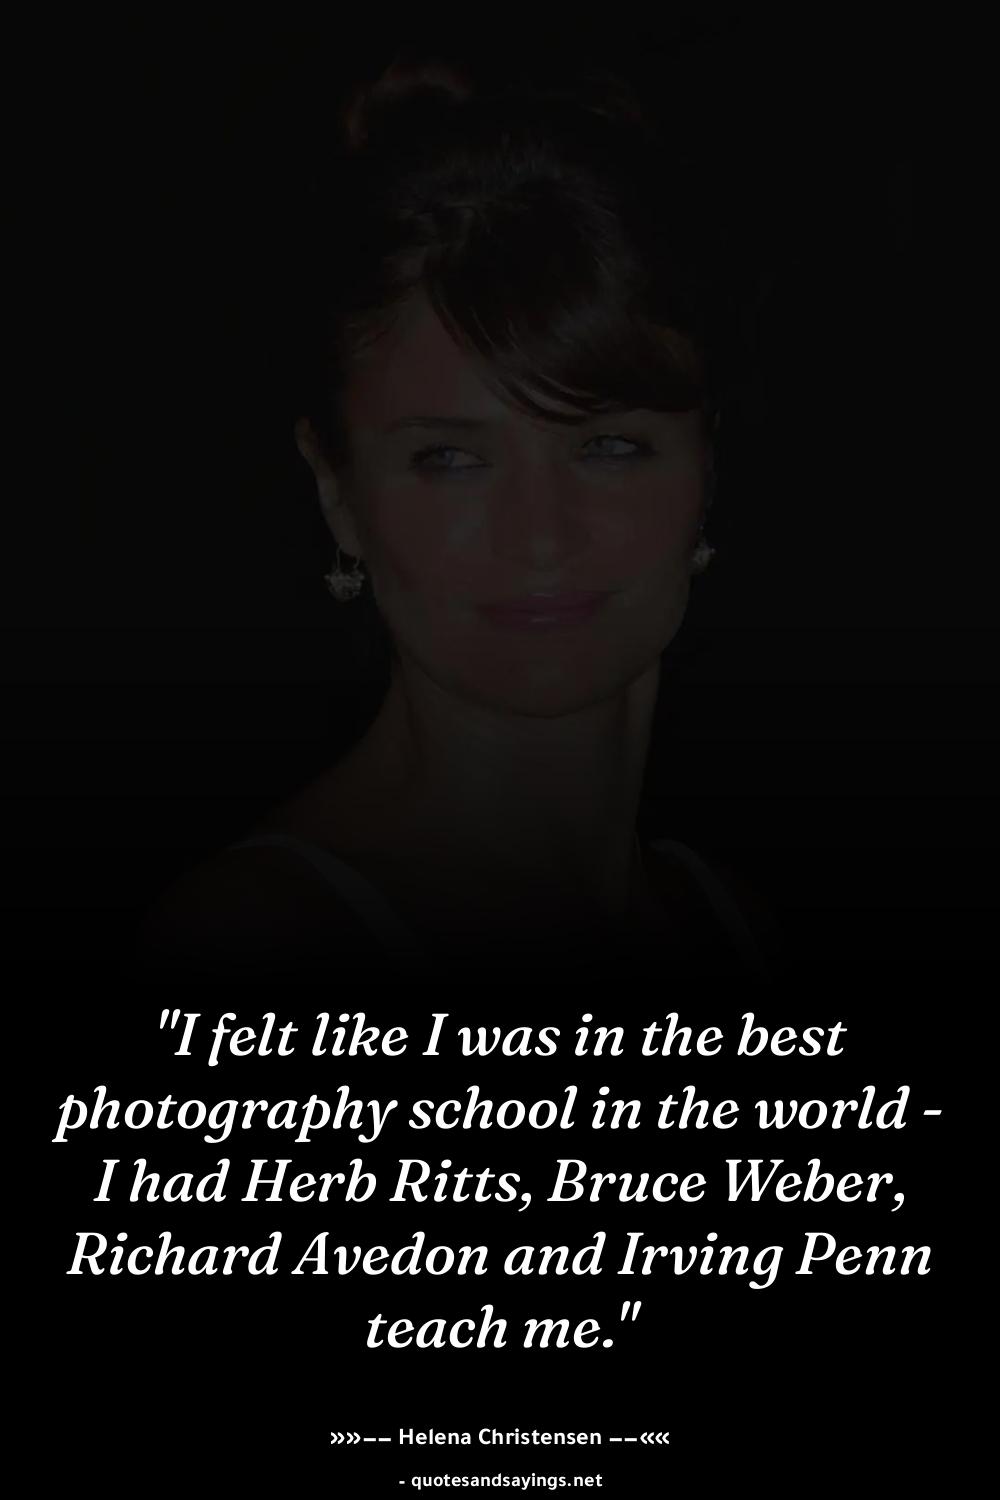 "I felt like I was in the best
photography school in the world -
I had Herb Ritts, Bruce Weber,
Richard Avedon and Irving Penn
teach me."
»»–– Helena Christensen ––««
- quotesandsayings.net